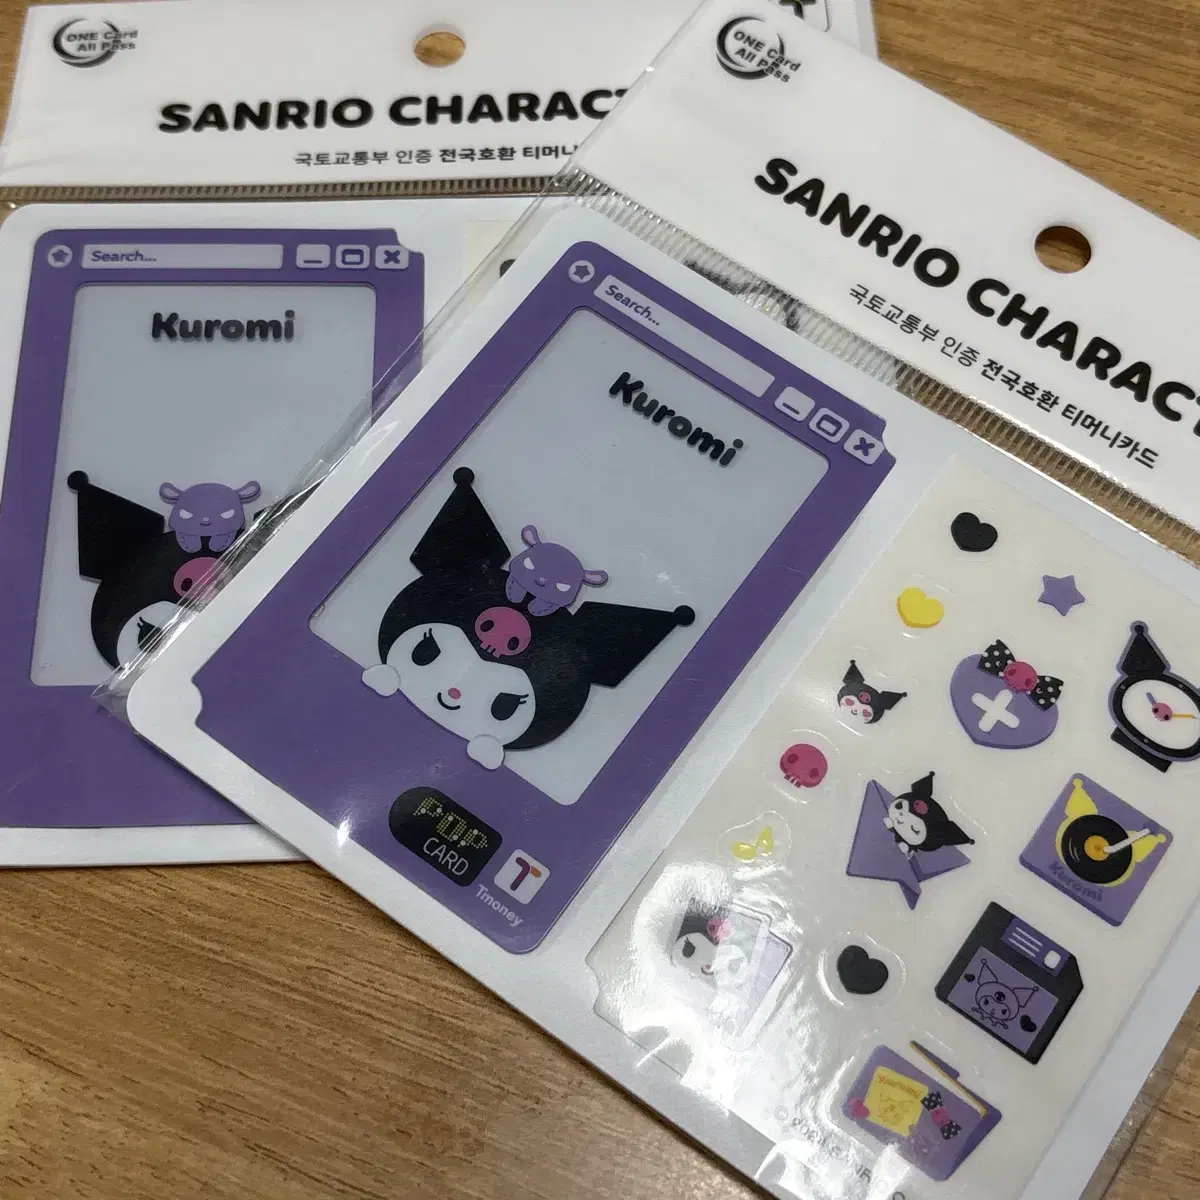 ONE Card
All Pass
SANRIO CHARACT
국토교통부 인증 전국호환 티머니
Search...
Kuromi
ONE Card
All Pass
SANRIO CHARACT
국토교통부 인증 전국호환 티머니카드
Search...
Kuromi
POP
CARD
Tmoney
Kuromi
Kuromi